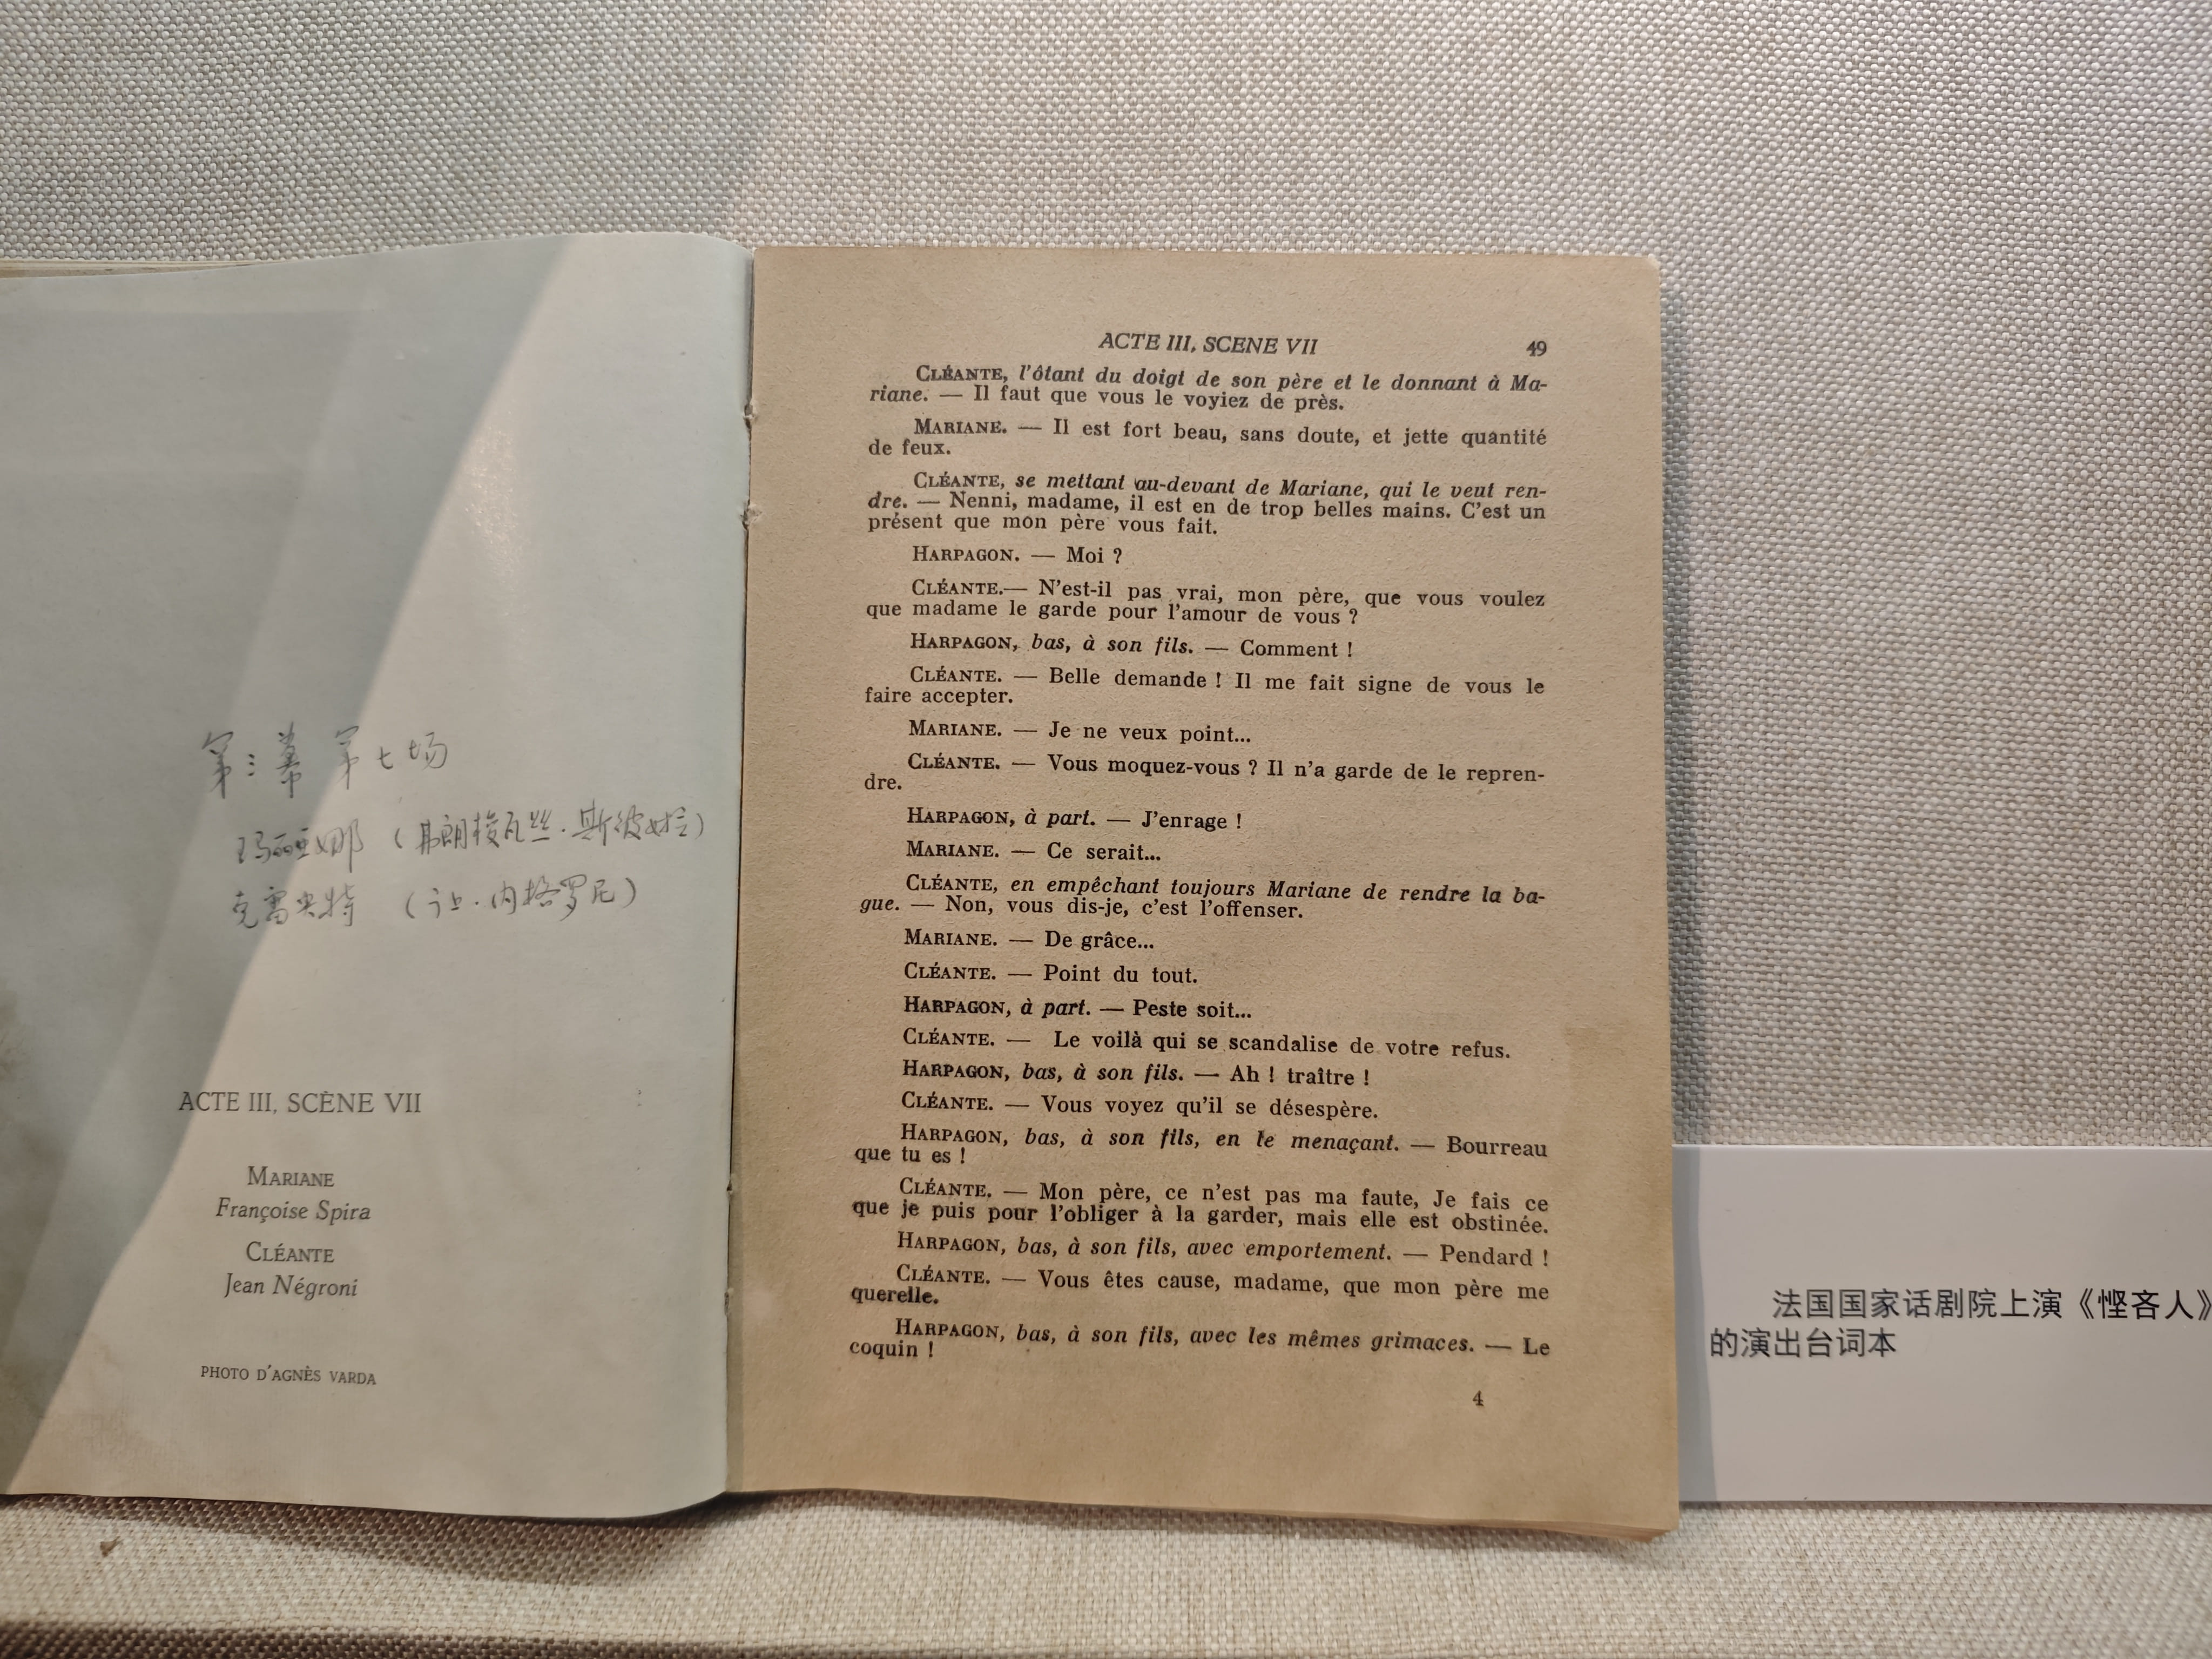 第三幕 第七场
玛丽亚娜 (弗朗梭瓦丝·斯彼拉)
克雷央特 (让·内格罗尼)
ACTE III, SCÈNE VII
MARIANE
Françoise Spira
CLÉANTE
Jean Négroni
PHOTO D'AGNÈS VARDA
ACTE III, SCENE VII 49
CLÉANTE, l'ôtant du doigt de son père et le donnant à Ma-
riane. — Il faut que vous le voyiez de près.
MARIANE. — Il est fort beau, sans doute, et jette quantité
de feux.
CLÉANTE, se mettant au-devant de Mariane, qui le veut ren-
dre. — Nenni, madame, il est en de trop belles mains. C'est un
présent que mon père vous fait.
HARPAGON. — Moi ?
CLÉANTE.— N'est-il pas vrai, mon père, que vous voulez
que madame le garde pour l'amour de vous ?
HARPAGON, bas, à son fils. — Comment !
CLÉANTE. — Belle demande ! Il me fait signe de vous le
faire accepter.
MARIANE. — Je ne veux point...
CLÉANTE. — Vous moquez-vous ? Il n'a garde de le repren-
dre.
HARPAGON, à part. — J'enrage !
MARIANE. — Ce serait...
CLÉANTE, en empêchant toujours Mariane de rendre la ba-
gue. — Non, vous dis-je, c'est l'offenser.
MARIANE. — De grâce...
CLÉANTE. — Point du tout.
HARPAGON, à part. — Peste soit...
CLÉANTE. — Le voilà qui se scandalise de votre refus.
HARPAGON, bas, à son fils. — Ah ! traître !
CLÉANTE. — Vous voyez qu'il se désespère.
HARPAGON, bas, à son fils, en le menaçant. — Bourreau
que tu es !
CLÉANTE. — Mon père, ce n'est pas ma faute, Je fais ce
que je puis pour l'obliger à la garder, mais elle est obstinée.
HARPAGON, bas, à son fils, avec emportement. — Pendard !
CLÉANTE. — Vous êtes cause, madame, que mon père me
querelle.
HARPAGON, bas, à son fils, avec les mêmes grimaces. — Le
coquin !
4
法国国家话剧院上演《悭吝人》
的演出台词本